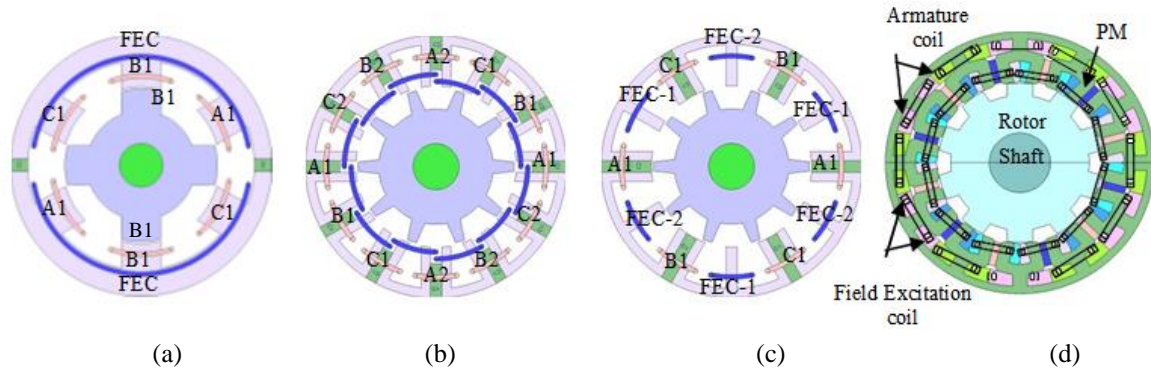 FEC
B1
B1
C1
A1
A1
C1
B1
B1
FEC
(a)
A2
B2
C1
C2
B1
A1
A1
B1
C2
C1
B2
A2
(b)
FEC-2
C1
B1
FEC-1
FEC-1
A1
A1
FEC-2
FEC-2
B1
C1
FEC-1
(c)
Armature
coil
PM
Rotor
Shaft
Field Excitation
coil
(d)